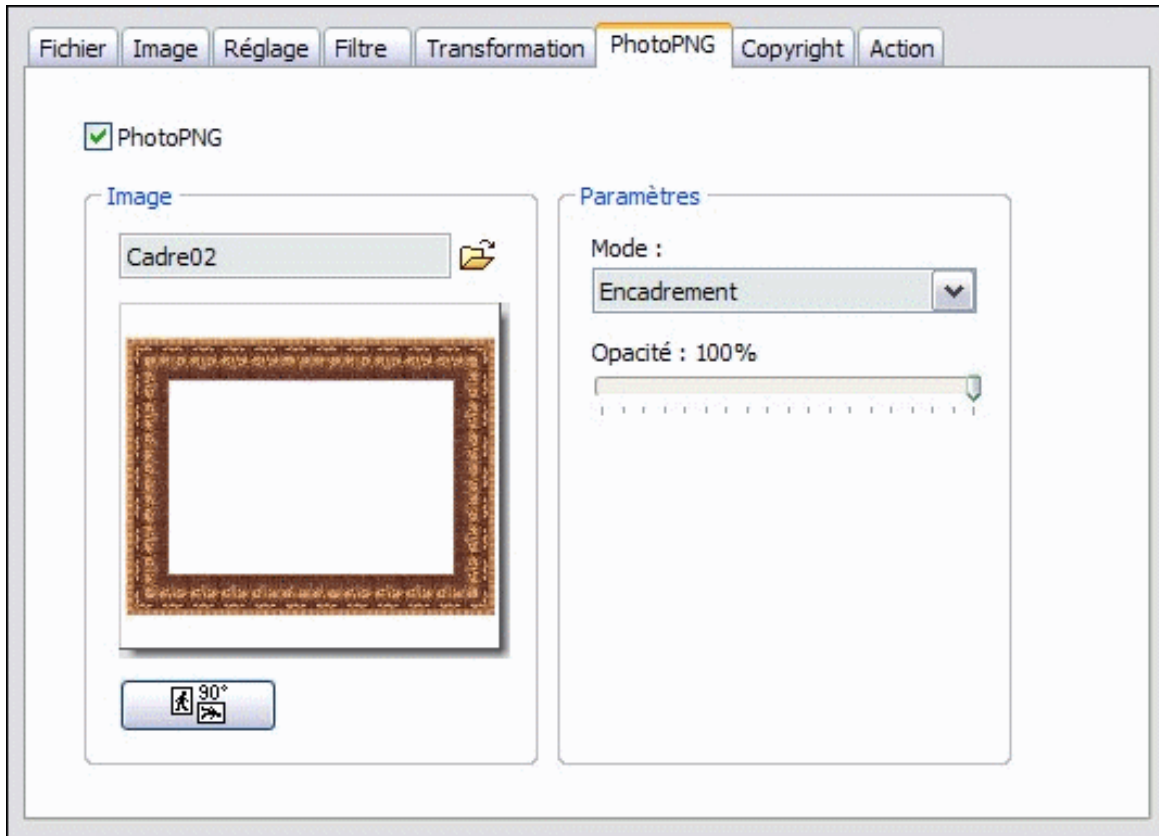 Fichier Image Réglage Filtre Transformation PhotoPNG Copyright Action
PhotoPNG
Image
Cadre02
90°
Paramètres
Mode :
Encadrement
Opacité : 100%